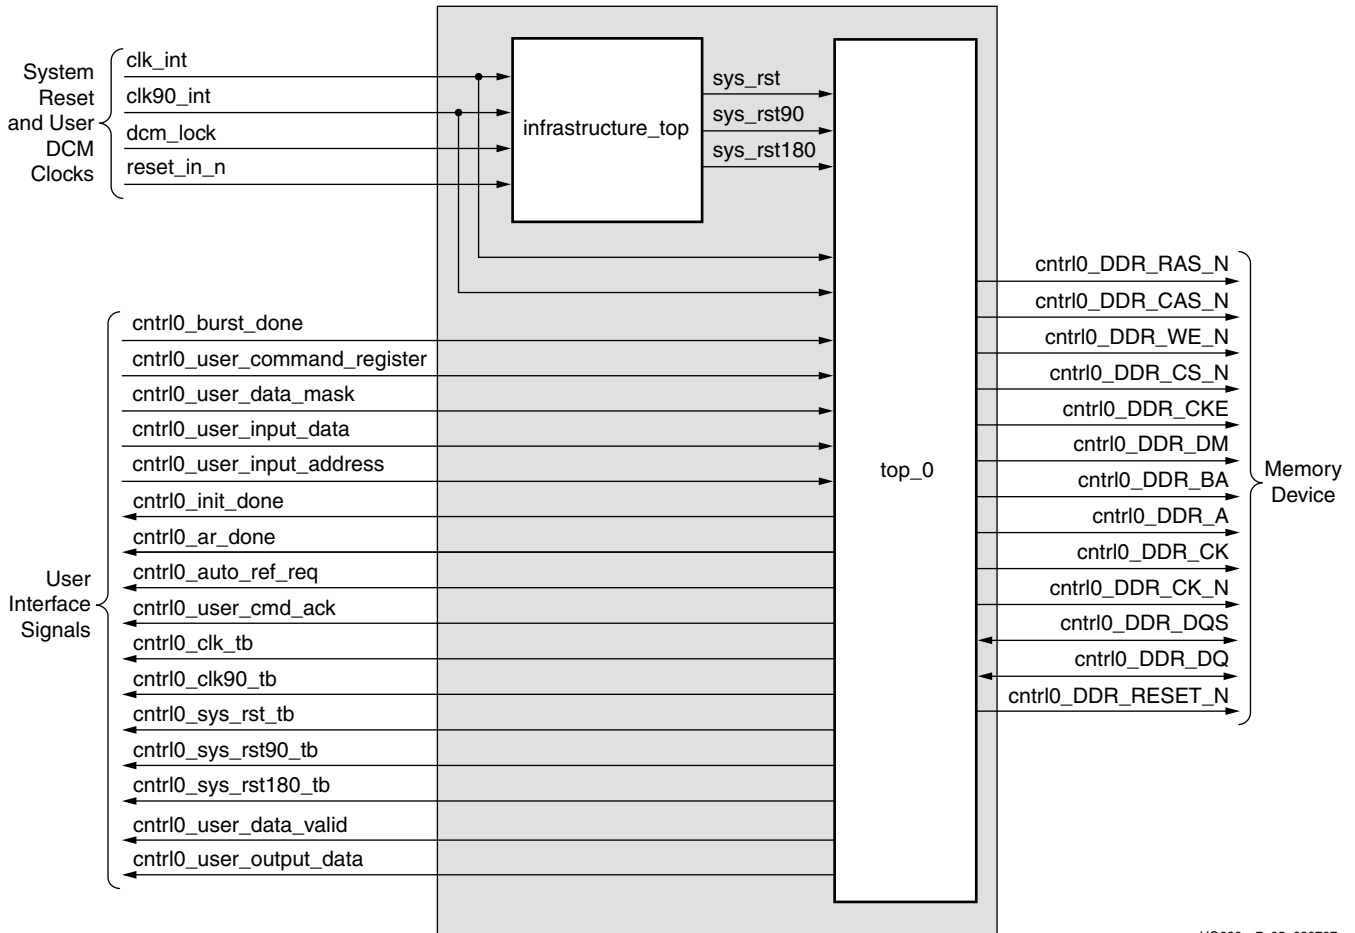 System
Reset
and User
DCM
Clocks
clk_int
clk90_int
dcm_lock
reset_in_n
infrastructure_top
sys_rst
sys_rst90
sys_rst180
top_0
User
Interface
Signals
cntrl0_burst_done
cntrl0_user_command_register
cntrl0_user_data_mask
cntrl0_user_input_data
cntrl0_user_input_address
cntrl0_init_done
cntrl0_ar_done
cntrl0_auto_ref_req
cntrl0_user_cmd_ack
cntrl0_clk_tb
cntrl0_clk90_tb
cntrl0_sys_rst_tb
cntrl0_sys_rst90_tb
cntrl0_sys_rst180_tb
cntrl0_user_data_valid
cntrl0_user_output_data
cntrl0_DDR_RAS_N
cntrl0_DDR_CAS_N
cntrl0_DDR_WE_N
cntrl0_DDR_CS_N
cntrl0_DDR_CKE
cntrl0_DDR_DM
cntrl0_DDR_BA
cntrl0_DDR_A
cntrl0_DDR_CK
cntrl0_DDR_CK_N
cntrl0_DDR_DQS
cntrl0_DDR_DQ
cntrl0_DDR_RESET_N
Memory
Device